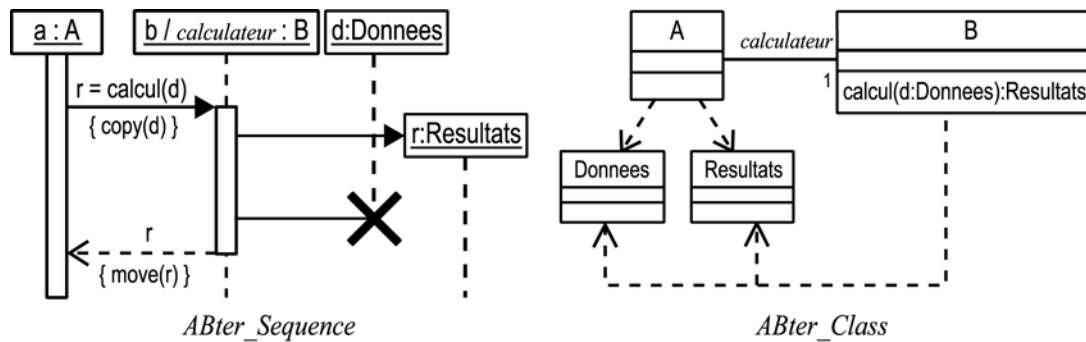 a : A
b / calculateur : B
d:Donnees
r = calcul(d)
{ copy(d) }
r:Resultats
r
{ move(r) }
ABter_Sequence
A
calculateur
1
B
calcul(d:Donnees):Resultats
Donnees
Resultats
ABter_Class